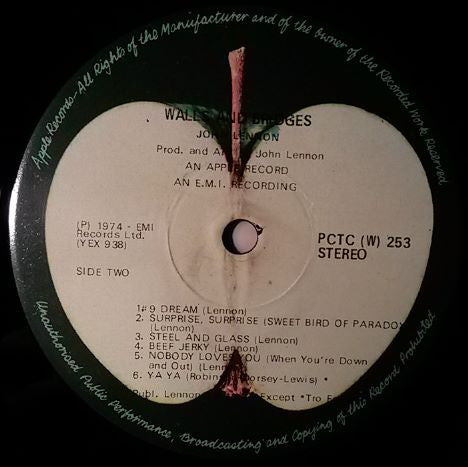 Apple Records-All Rights of the Manufacturer and of the Owner of the Recorded Work Reserved
WALLS AND BRIDGES
JOHN LENNON
Prod. and John Lennon
AN APPLE RECORD
AN E.M.I. RECORDING
(P) 1974 - EMI
Records Ltd.
(YEX 938)
PCTC (W) 253
STEREO
SIDE TWO
1# 9 DREAM (Lennon)
2. SURPRISE, SURPRISE (SWEET BIRD OF PARADOX
(Lennon)
3. STEEL AND GLASS (Lennon)
4. BEEF JERKY (Lennon)
5. NOBODY LOVES YOU (When You're Down
and Out) (Lennon)
6. YA YA (Robinson-Dorsey-Lewis) *
Publ. Lennon Except *Tro
Unauthorised Public Performance, Broadcasting and Copying of this Record Prohibited